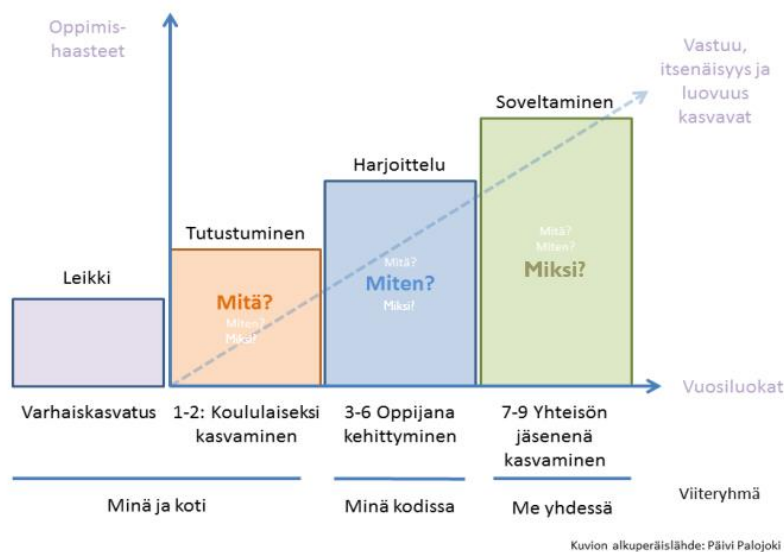 Oppimis-
haasteet
Vastuu,
itsenäisyys ja
luovuus
kasvavat
Soveltaminen
Harjoittelu
Tutustuminen
Leikki
Mitä?
Miten?
Miksi?
Mitä?
Miten?
Miksi?
Mitä?
Miten?
Miksi?
Vuosiluokat
Varhaiskasvatus
1-2: Koululaiseksi
kasvaminen
3-6 Oppijana
kehittyminen
7-9 Yhteisön
jäsenenä
kasvaminen
Minä ja koti
Minä kodissa
Me yhdessä
Viiteryhmä
Kuvion alkuperäislähde: Päivi Palojoki